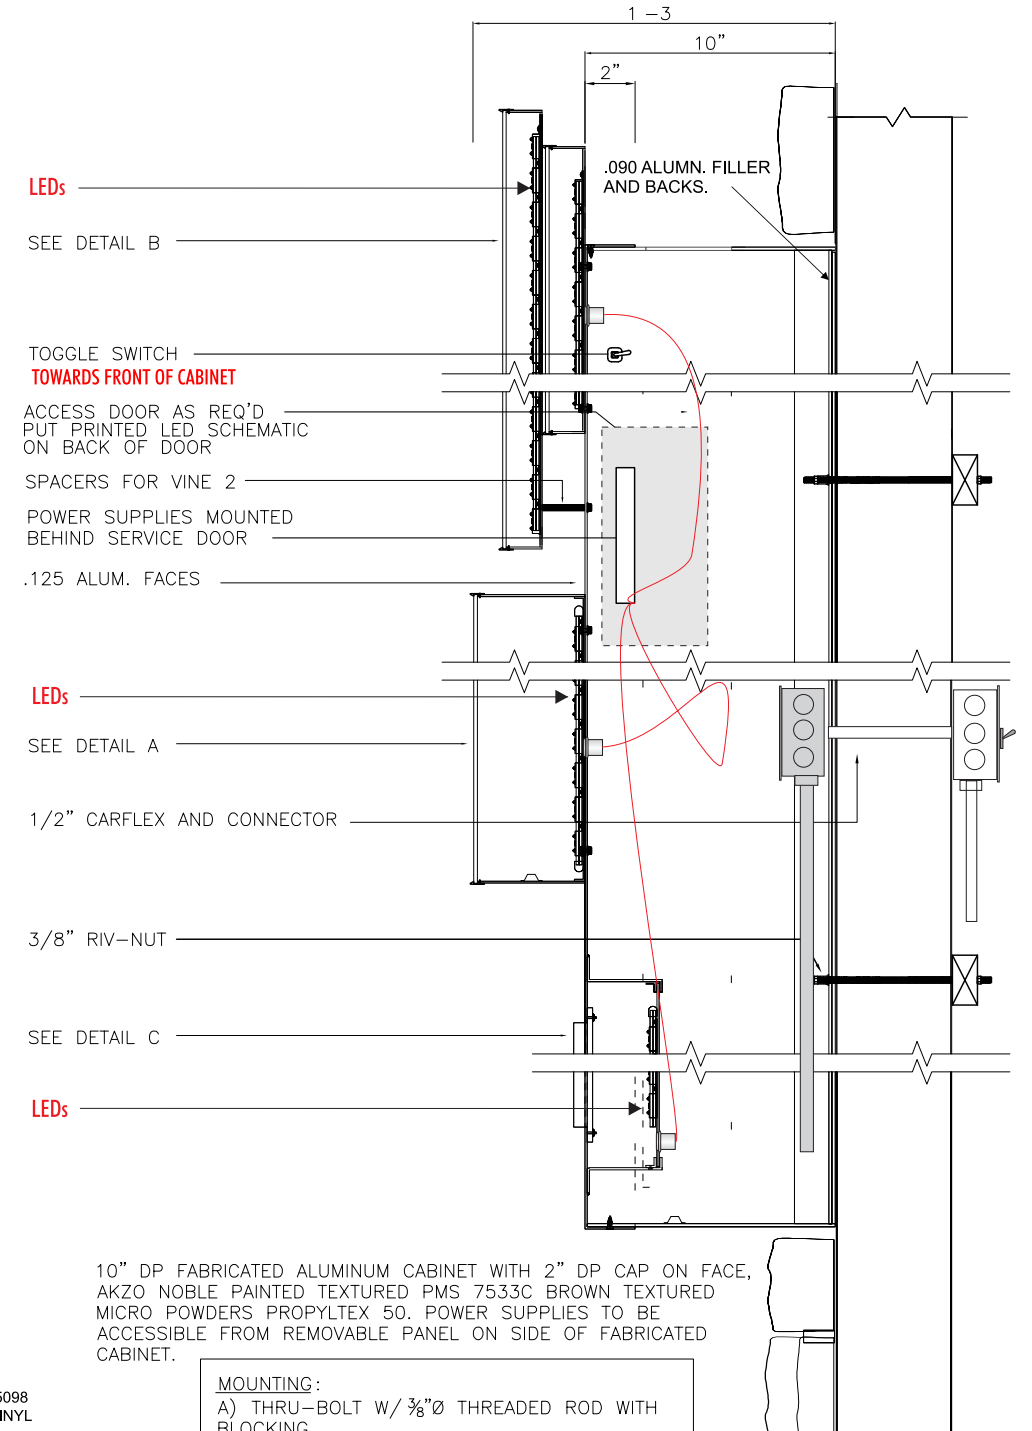 1 –3
10”
2”
.090 ALUMN. FILLER
AND BACKS.
LEDs
SEE DETAIL B
TOGGLE SWITCH
TOWARDS FRONT OF CABINET
ACCESS DOOR AS REQ'D
PUT PRINTED LED SCHEMATIC
ON BACK OF DOOR
SPACERS FOR VINE 2
POWER SUPPLIES MOUNTED
BEHIND SERVICE DOOR
.125 ALUM. FACES
LEDs
SEE DETAIL A
1/2” CARFLEX AND CONNECTOR
3/8” RIV–NUT
SEE DETAIL C
LEDs
10” DP FABRICATED ALUMINUM CABINET WITH 2” DP CAP ON FACE,
AKZO NOBLE PAINTED TEXTURED PMS 7533C BROWN TEXTURED
MICRO POWDERS PROPYLTEX 50. POWER SUPPLIES TO BE
ACCESSIBLE FROM REMOVABLE PANEL ON SIDE OF FABRICATED
CABINET.
MOUNTING:
A) THRU–BOLT W/ ⅜”Ø THREADED ROD WITH
BLOCKING
5098
INYL